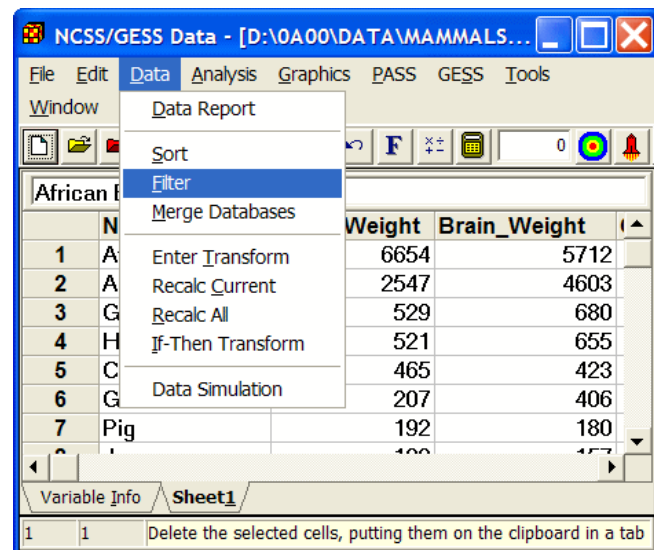 NCSS/GESS Data - [D:\0A00\DATA\MAMMALS...
File Edit Data Analysis Graphics PASS GESS Tools
Window
Data Report
Sort
F 0
Filter
African
Merge Databases
N Weight Brain_Weight
1 A Enter Transform 6654 5712
2 A Recalc Current 2547 4603
3 G Recalc All 529 680
4 H If-Then Transform 521 655
5 C 465 423
Data Simulation
6 G 207 406
7 Pig 192 180
Variable Info Sheet1
1 1 Delete the selected cells, putting them on the clipboard in a tab